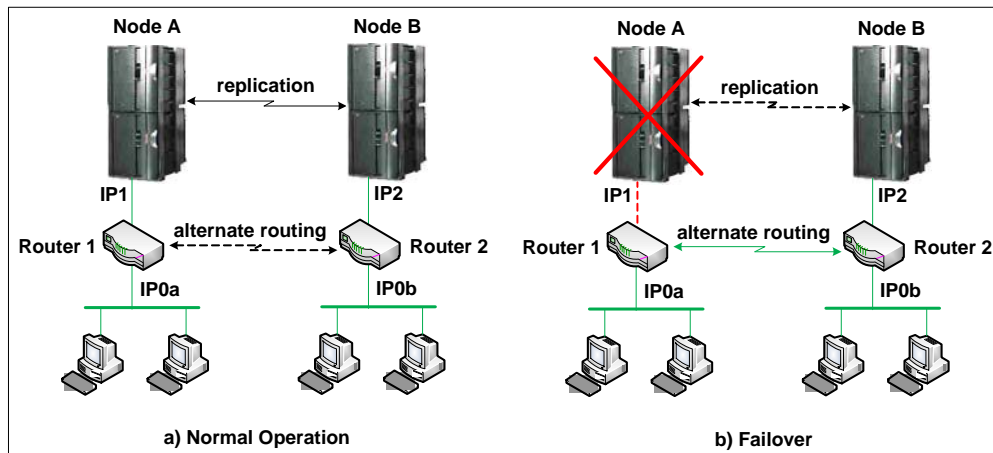 Node A
Node B
replication
IP1
IP2
Router 1
alternate routing
Router 2
IP0a
IP0b
a) Normal Operation
Node A
Node B
replication
IP1
IP2
Router 1
alternate routing
Router 2
IP0a
IP0b
b) Failover